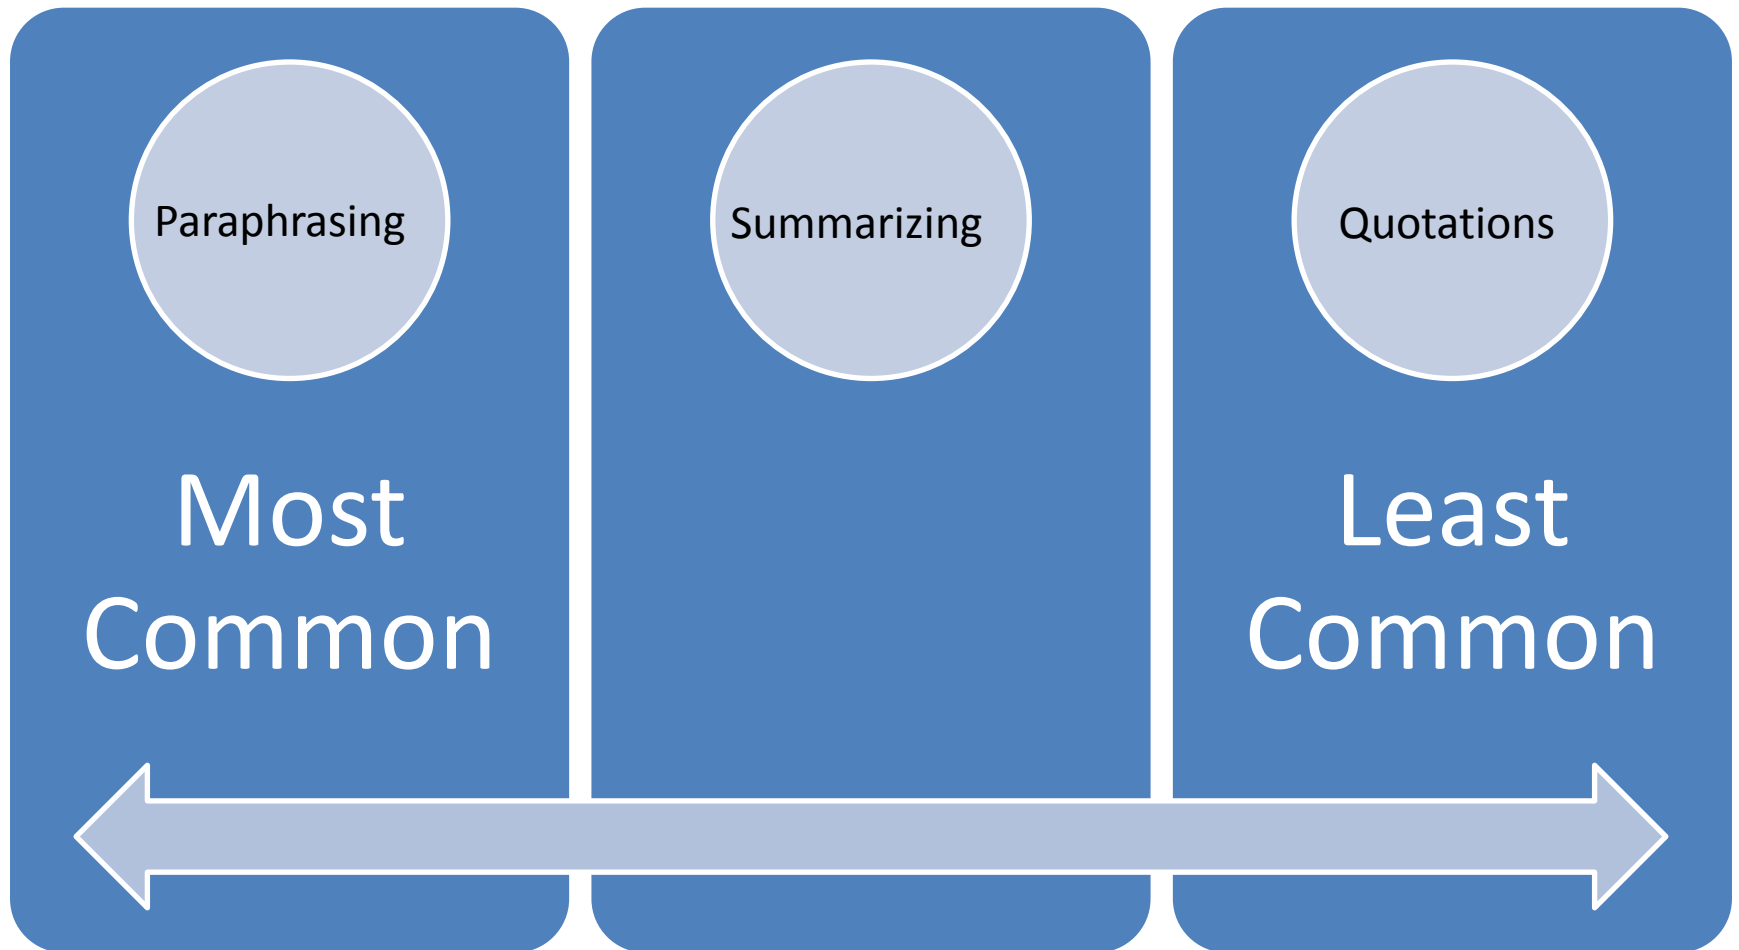 Paraphrasing
Summarizing
Quotations
Most
Common
Least
Common